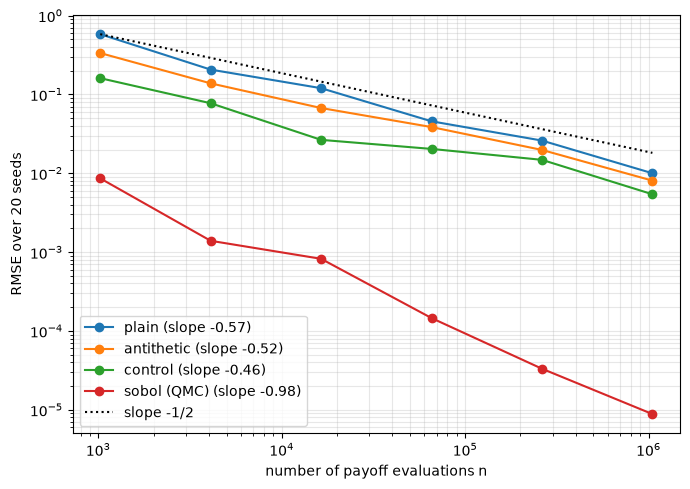 10⁰
10⁻¹
10⁻²
10⁻³
10⁻⁴
10⁻⁵
RMSE over 20 seeds
plain (slope -0.57)
antithetic (slope -0.52)
control (slope -0.46)
sobol (QMC) (slope -0.98)
slope -1/2
10³ 10⁴ 10⁵ 10⁶
number of payoff evaluations n